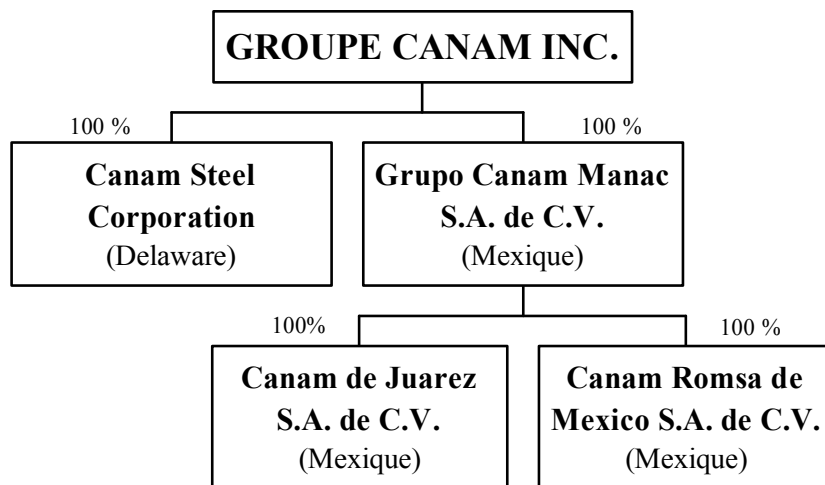 GROUPE CANAM INC.
100 %
100 %
Canam Steel
Corporation
(Delaware)
Grupo Canam Manac
S.A. de C.V.
(Mexique)
100%
100 %
Canam de Juarez
S.A. de C.V.
(Mexique)
Canam Romsa de
Mexico S.A. de C.V.
(Mexique)